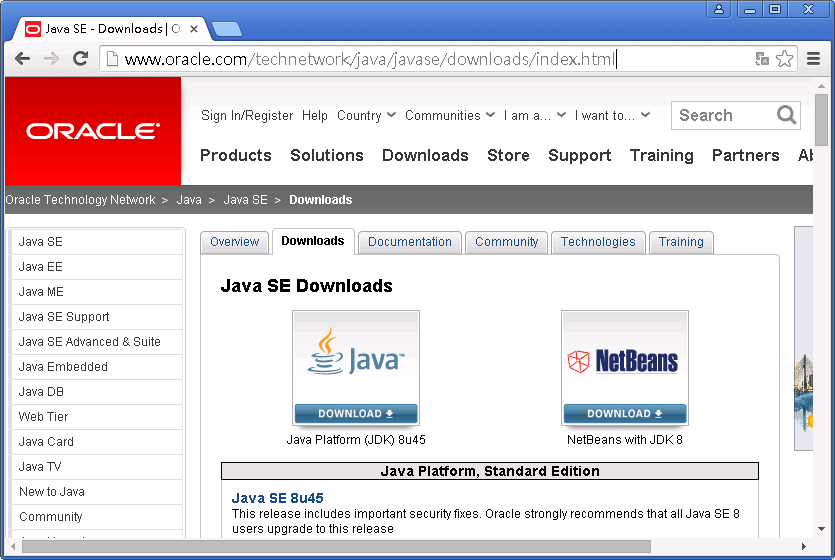 Java SE - Downloads | O
www.oracle.com/technetwork/java/javase/downloads/index.html
ORACLE
Sign In/Register Help Country Communities I am a... I want to... Search
Products Solutions Downloads Store Support Training Partners Ab
Oracle Technology Network > Java > Java SE > Downloads
Java SE
Java EE
Java ME
Java SE Support
Java SE Advanced & Suite
Java Embedded
Java DB
Web Tier
Java Card
Java TV
New to Java
Community
Overview Downloads Documentation Community Technologies Training
Java SE Downloads
Java™
DOWNLOAD
Java Platform (JDK) 8u45
NetBeans
DOWNLOAD
NetBeans with JDK 8
Java Platform, Standard Edition
Java SE 8u45
This release includes important security fixes. Oracle strongly recommends that all Java SE 8
users upgrade to this release